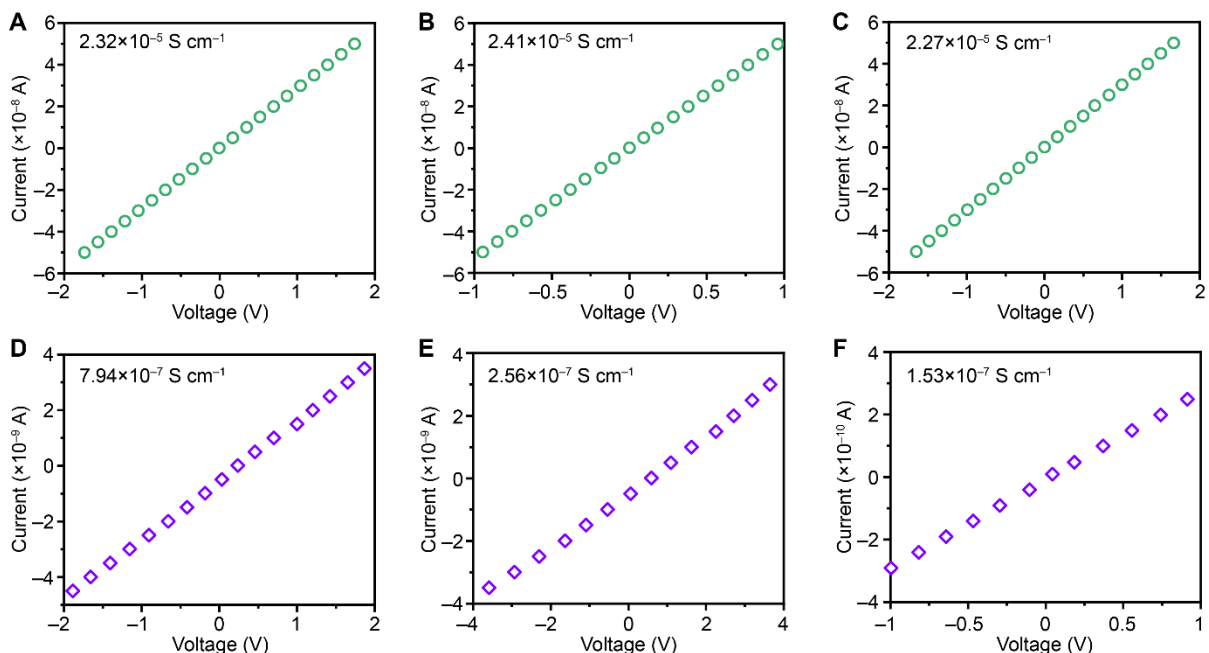 A
2.32×10⁻⁵ S cm⁻¹
Current (×10⁻⁸ A)
6
4
2
0
–2
–4
–6
–2
–1
0
1
2
Voltage (V)
B
2.41×10⁻⁵ S cm⁻¹
Current (×10⁻⁸ A)
6
4
2
0
–2
–4
–6
–1
–0.5
0
0.5
1
Voltage (V)
C
2.27×10⁻⁵ S cm⁻¹
Current (×10⁻⁸ A)
6
4
2
0
–2
–4
–6
–2
–1
0
1
2
Voltage (V)
D
7.94×10⁻⁷ S cm⁻¹
Current (×10⁻⁹ A)
4
2
0
–2
–4
–2
–1
0
1
2
Voltage (V)
E
2.56×10⁻⁷ S cm⁻¹
Current (×10⁻⁹ A)
4
2
0
–2
–4
–4
–2
0
2
4
Voltage (V)
F
1.53×10⁻⁷ S cm⁻¹
Current (×10⁻¹⁰ A)
4
2
0
–2
–4
–1
–0.5
0
0.5
1
Voltage (V)